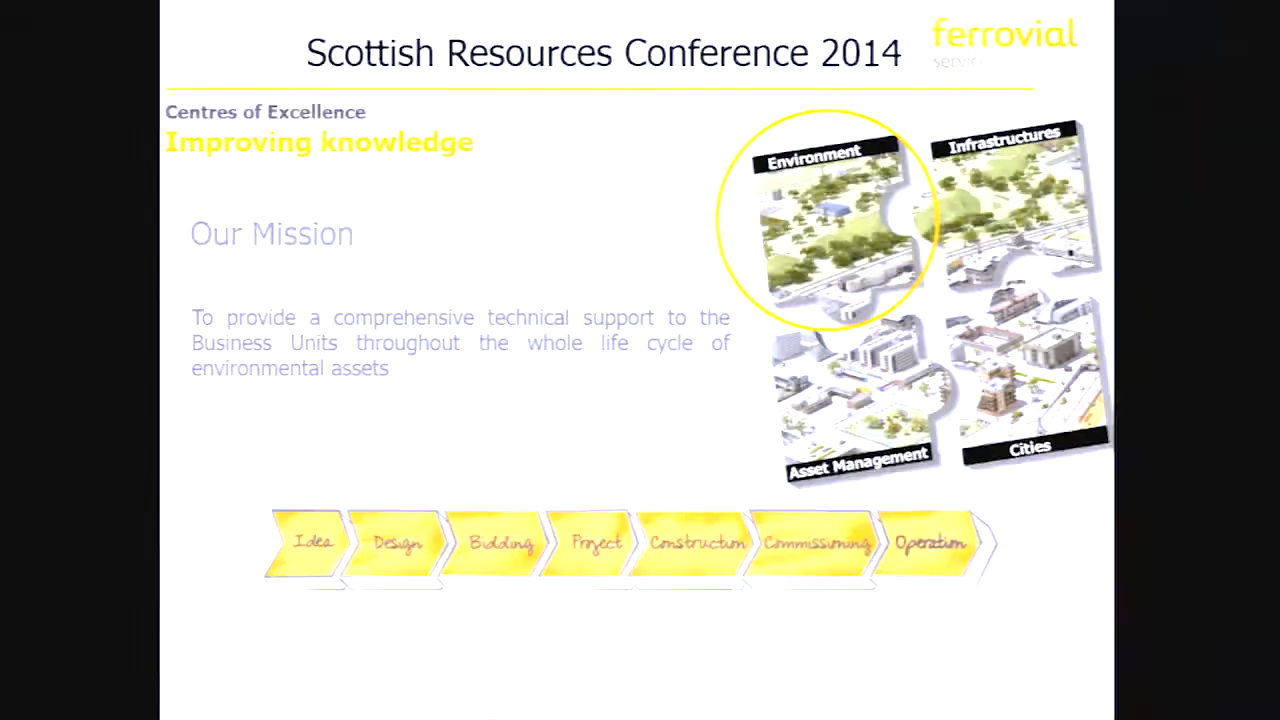 Scottish Resources Conference 2014
ferrovial
Centres of Excellence
Improving knowledge
Environment
Infrastructures
Our Mission
To provide a comprehensive technical support to the
Business Units throughout the whole life cycle of
environmental assets
Asset Management
Cities
Idea
Design
Bidding
Project
Construction
Commissioning
Operation